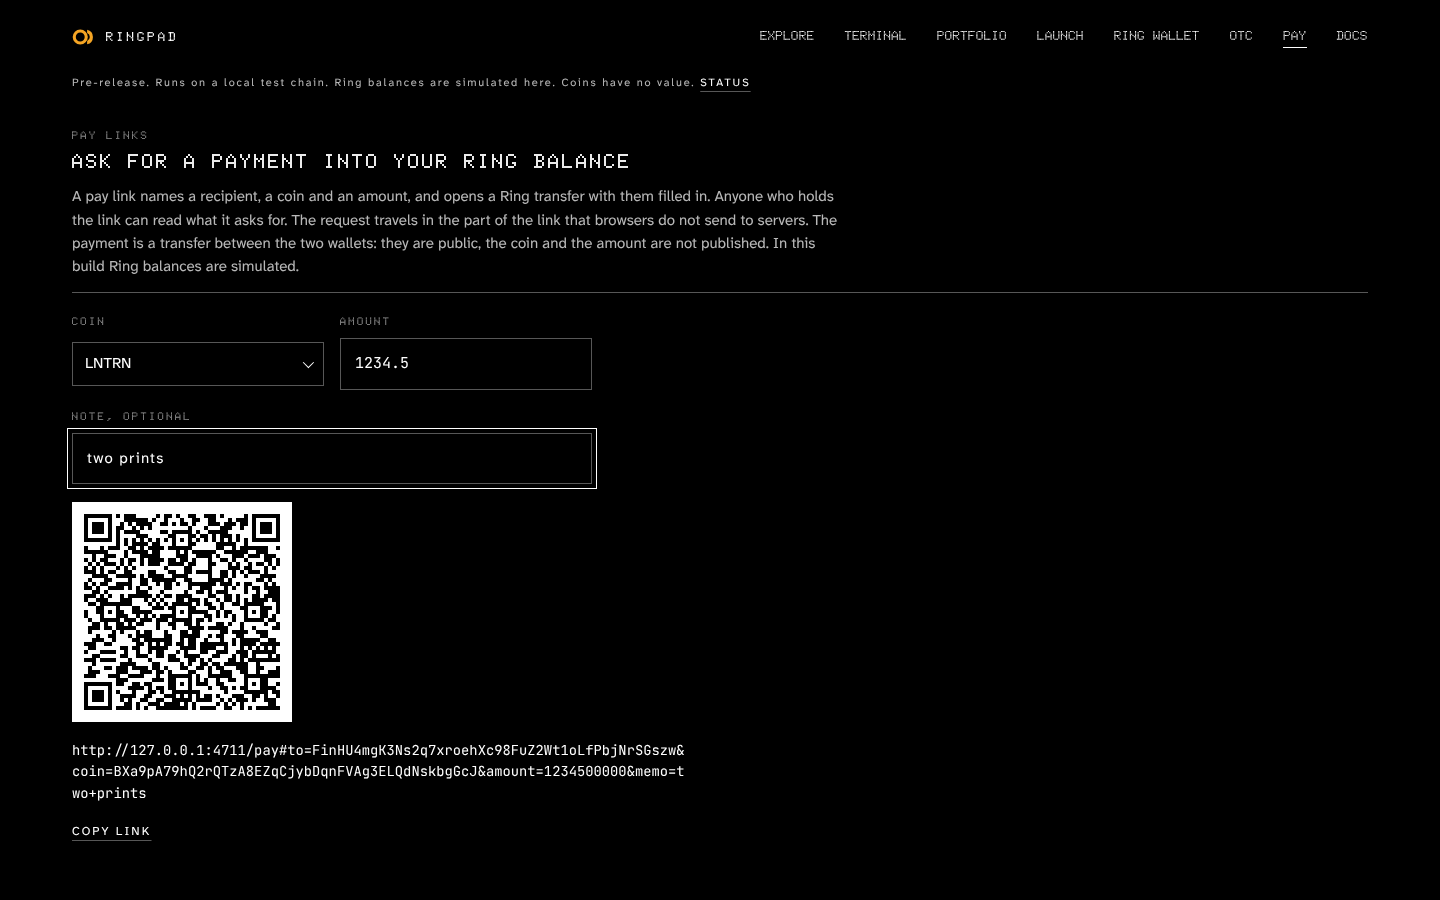 RINGPAD
EXPLORE TERMINAL PORTFOLIO LAUNCH RING WALLET OTC PAY DOCS
Pre-release. Runs on a local test chain. Ring balances are simulated here. Coins have no value. STATUS
PAY LINKS
ASK FOR A PAYMENT INTO YOUR RING BALANCE
A pay link names a recipient, a coin and an amount, and opens a Ring transfer with them filled in. Anyone who holds
the link can read what it asks for. The request travels in the part of the link that browsers do not send to servers. The
payment is a transfer between the two wallets: they are public, the coin and the amount are not published. In this
build Ring balances are simulated.
COIN AMOUNT
LNTRN 1234.5
NOTE, OPTIONAL
two prints
http://127.0.0.1:4711/pay#to=FinHU4mgK3Ns2q7xroehXc98FuZ2Wt1oLfPbjNrSGszw&
coin=BXa9pA79hQ2rQTzA8EZqCjybDqnFVAg3ELQdNskbgGcJ&amount=1234500000&memo=t
wo+prints
COPY LINK